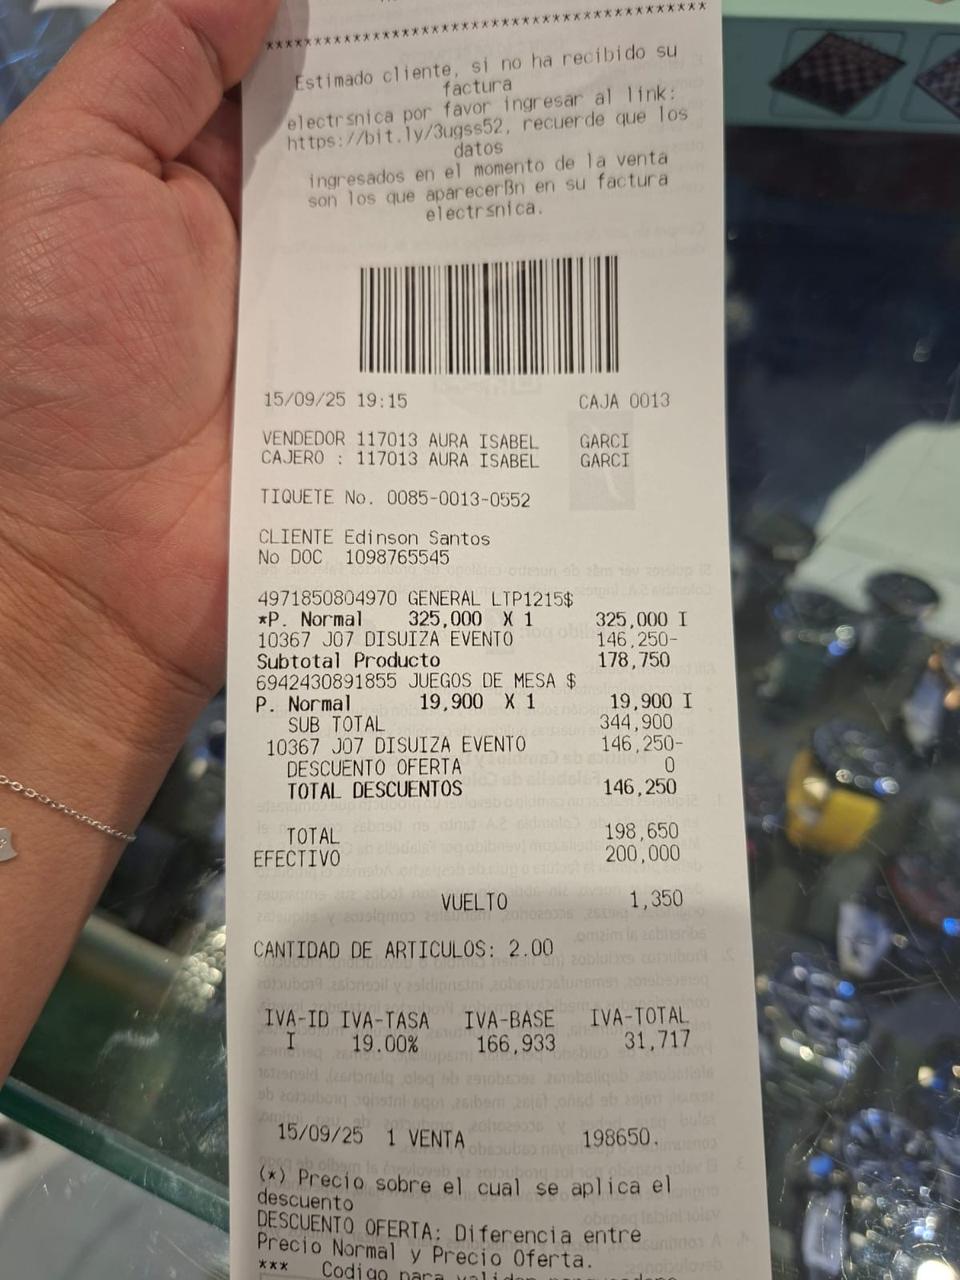 ****************************************
Estimado cliente, si no ha recibido su
factura
electrsnica por favor ingresar al link:
https://bit.ly/3ugss52, recuerde que los
datos
ingresados en el momento de la venta
son los que aparecerßn en su factura
electrsnica.
15/09/25 19:15 CAJA 0013
VENDEDOR 117013 AURA ISABEL GARCI
CAJERO : 117013 AURA ISABEL GARCI
TIQUETE No. 0085-0013-0552
CLIENTE Edinson Santos
No DOC 1098765545
4971850804970 GENERAL LTP1215$
*P. Normal 325,000 X 1 325,000 I
10367 J07 DISUIZA EVENTO 146,250-
Subtotal Producto 178,750
6942430891855 JUEGOS DE MESA $
P. Normal 19,900 X 1 19,900 I
SUB TOTAL 344,900
10367 J07 DISUIZA EVENTO 146,250-
DESCUENTO OFERTA 0
TOTAL DESCUENTOS 146,250
TOTAL 198,650
EFECTIVO 200,000
VUELTO 1,350
CANTIDAD DE ARTICULOS: 2.00
IVA-ID IVA-TASA IVA-BASE IVA-TOTAL
I 19.00% 166,933 31,717
15/09/25 1 VENTA 198650.
(*) Precio sobre el cual se aplica el
descuento
DESCUENTO OFERTA: Diferencia entre
Precio Normal y Precio Oferta.
*** Codigo para